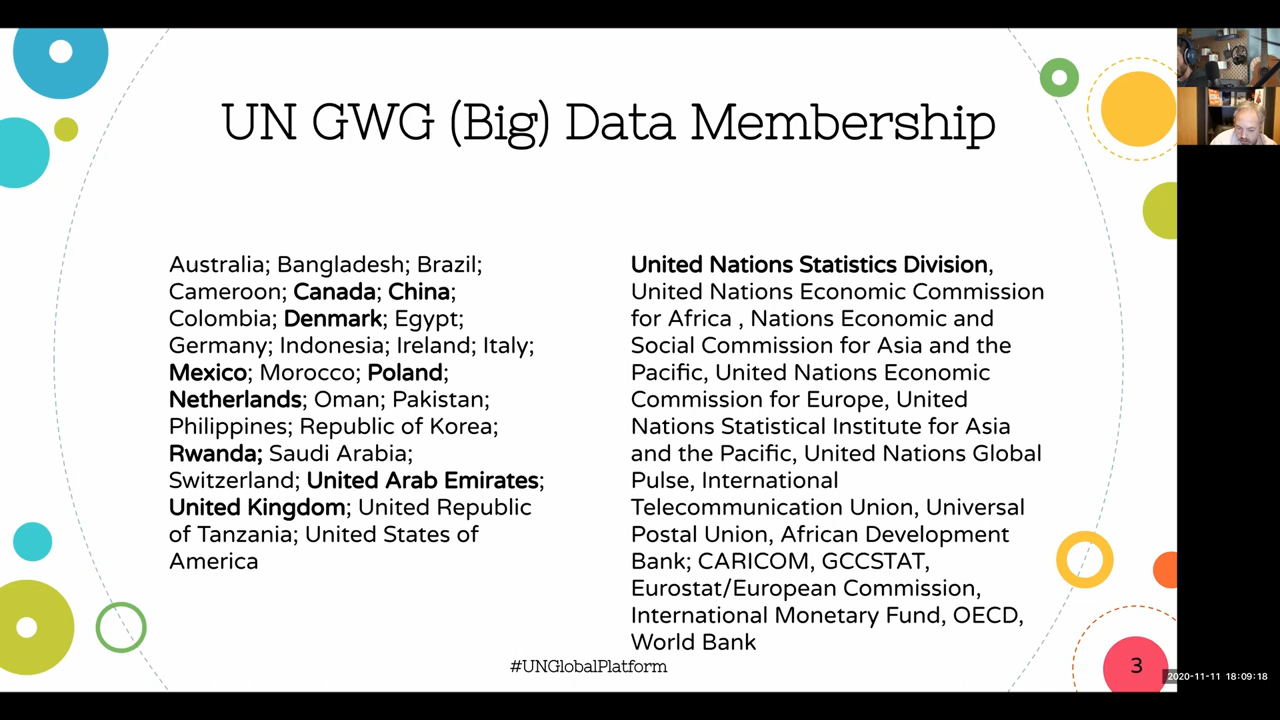 UN GWG (Big) Data Membership
Australia; Bangladesh; Brazil;
Cameroon; Canada; China;
Colombia; Denmark; Egypt;
Germany; Indonesia; Ireland; Italy;
Mexico; Morocco; Poland;
Netherlands; Oman; Pakistan;
Philippines; Republic of Korea;
Rwanda; Saudi Arabia;
Switzerland; United Arab Emirates;
United Kingdom; United Republic
of Tanzania; United States of
America
United Nations Statistics Division,
United Nations Economic Commission
for Africa , Nations Economic and
Social Commission for Asia and the
Pacific, United Nations Economic
Commission for Europe, United
Nations Statistical Institute for Asia
and the Pacific, United Nations Global
Pulse, International
Telecommunication Union, Universal
Postal Union, African Development
Bank; CARICOM, GCCSTAT,
Eurostat/European Commission,
International Monetary Fund, OECD,
World Bank
#UNGlobalPlatform
3
2020-11-11 18:09:18